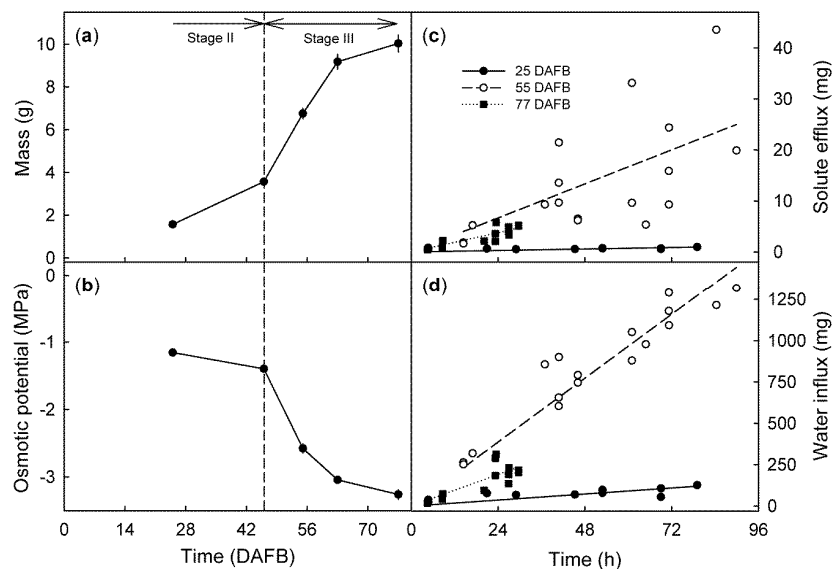 (a)
Stage II
Stage III
10
8
6
4
2
0
Mass (g)
(c)
25 DAFB
55 DAFB
77 DAFB
40
30
20
10
0
Solute efflux (mg)
(b)
0
-1
-2
-3
Osmotic potential (MPa)
0 14 28 42 56 70
Time (DAFB)
(d)
1250
1000
750
500
250
0
Water influx (mg)
0 24 48 72 96
Time (h)